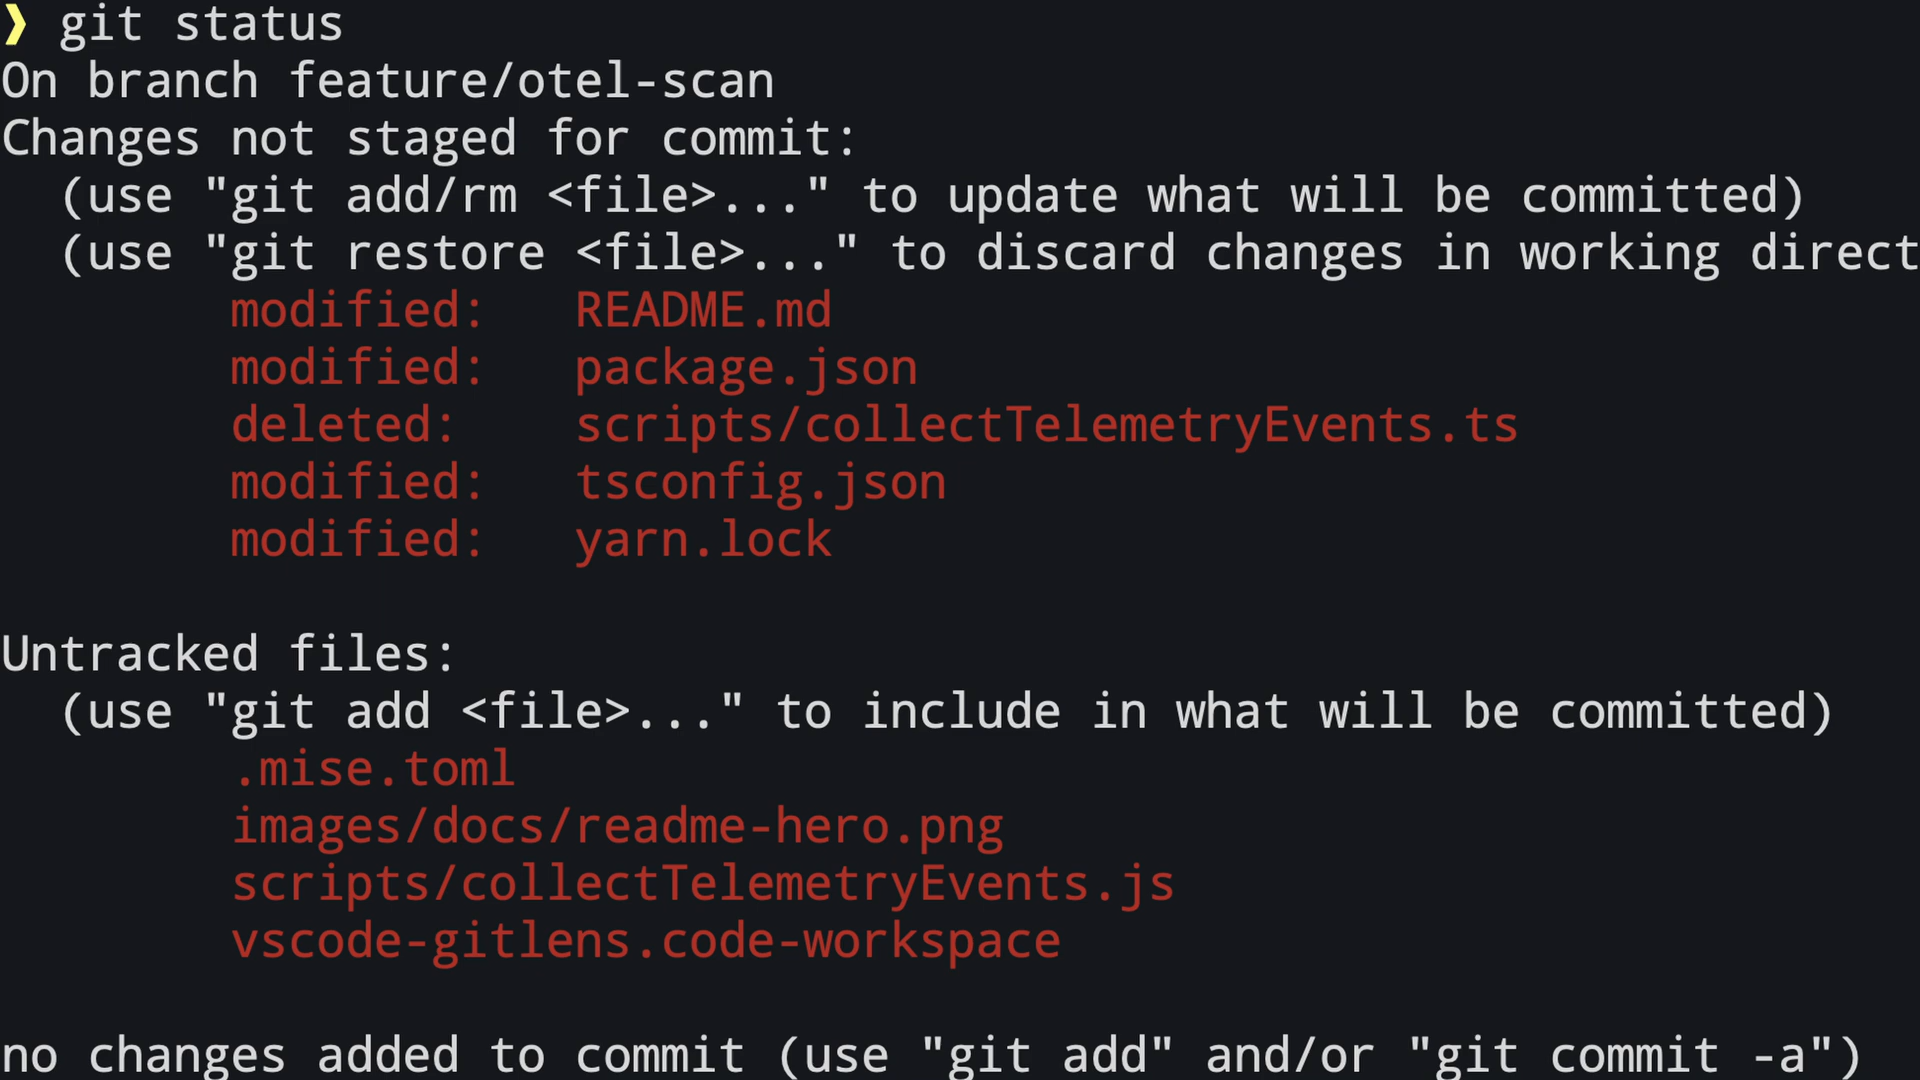 ❯ git status
On branch feature/otel-scan
Changes not staged for commit:
  (use "git add/rm <file>..." to update what will be committed)
  (use "git restore <file>..." to discard changes in working direct
        modified:   README.md
        modified:   package.json
        deleted:    scripts/collectTelemetryEvents.ts
        modified:   tsconfig.json
        modified:   yarn.lock

Untracked files:
  (use "git add <file>..." to include in what will be committed)
        .mise.toml
        images/docs/readme-hero.png
        scripts/collectTelemetryEvents.js
        vscode-gitlens.code-workspace

no changes added to commit (use "git add" and/or "git commit -a")